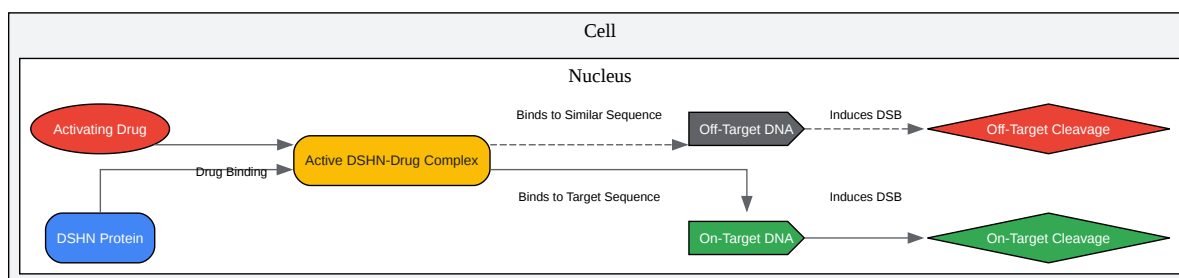 Cell
Nucleus
Activating Drug
Drug Binding
DSHN Protein
Active DSHN-Drug Complex
Binds to Similar Sequence
Off-Target DNA
Induces DSB
Off-Target Cleavage
Binds to Target Sequence
On-Target DNA
Induces DSB
On-Target Cleavage